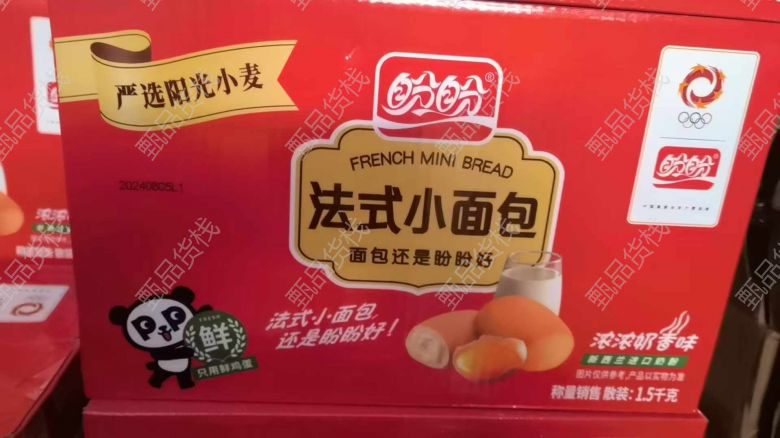 严选阳光小麦
盼盼®
FRENCH MINI BREAD
法式小面包
面包还是盼盼好
20240805L1
盼盼
法式小面包
还是盼盼好！
鲜
只用鲜鸡蛋
浓浓奶香味
新西兰进口奶粉
图片仅供参考,产品以实物为准
称量销售 散装：1.5千克
甄品货栈